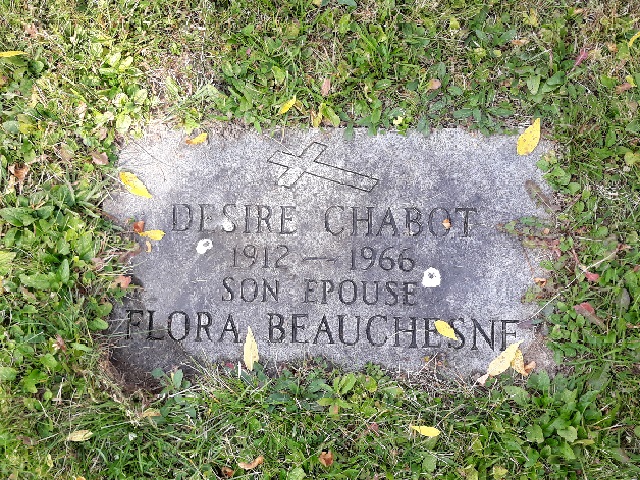 DESIRE CHABOT
1912 — 1966
SON EPOUSE
FLORA BEAUCHESNE